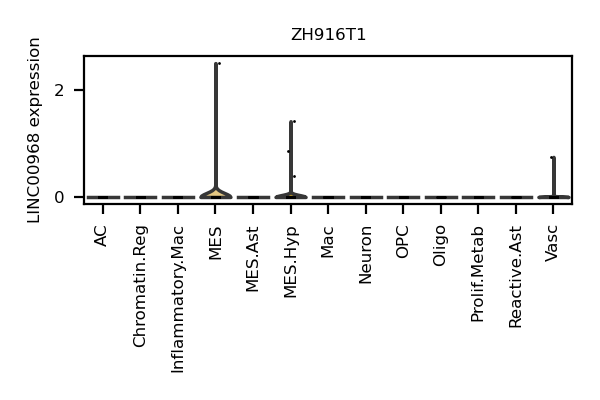 ZH916T1
LINC00968 expression
2
0
AC
Chromatin.Reg
Inflammatory.Mac
MES
MES.Ast
MES.Hyp
Mac
Neuron
OPC
Oligo
Prolif.Metab
Reactive.Ast
Vasc